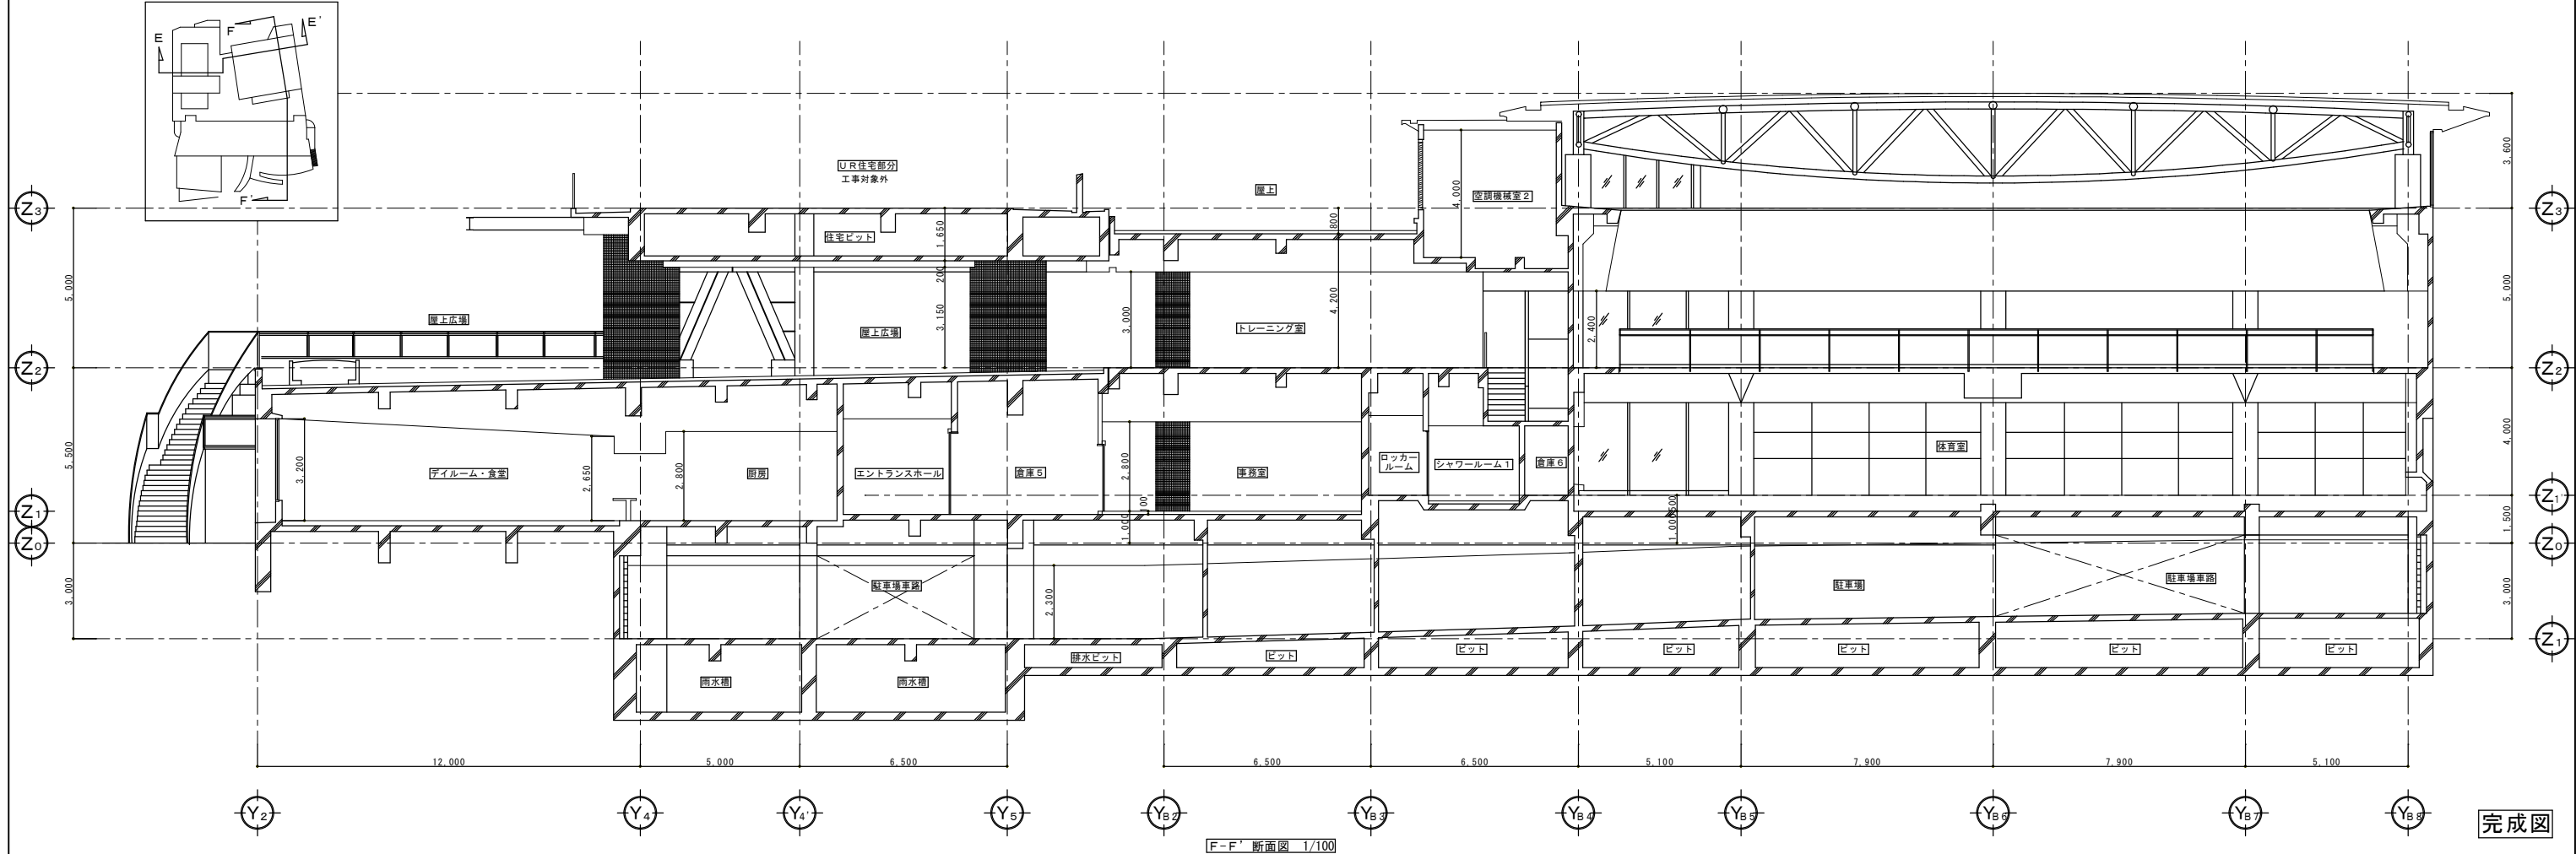 E
F
E'
F'
UR住宅部分
工事対象外
屋上
空調機械室2
4,000
3,600
Z3
Z3
800
1,650
住宅ピット
200
5,000
5,000
屋上広場
屋上広場
3,150
3,000
4,200
トレーニング室
2,400
Z2
Z2
5,500
3,200
デイルーム・食堂
2,650
2,800
厨房
エントランスホール
倉庫5
2,800
事務室
ロッカー
ルーム
シャワールーム1
倉庫6
体育室
4,000
Z1
Z1'
100
1,000
1,000
500
1,500
Z0
Z0
3,000
駐車場車路
2,300
駐車場
駐車場車路
3,000
Z1
雨水槽
雨水槽
排水ピット
ピット
ピット
ピット
ピット
ピット
ピット
12,000
5,000
6,500
6,500
6,500
5,100
7,900
7,900
5,100
Y2
Y4
Y4'
Y5
YB2
YB3
YB4
YB5
YB6
YB7
YB8
F-F' 断面図 1/100
完成図